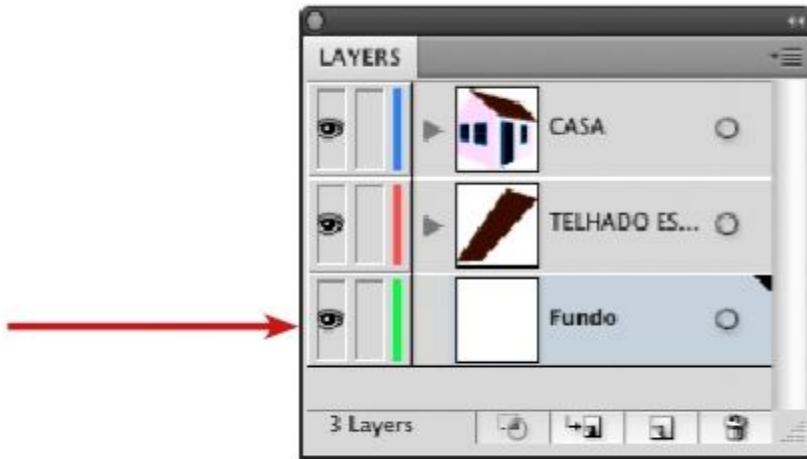 LAYERS
CASA
TELHADO ES...
Fundo
3 Layers